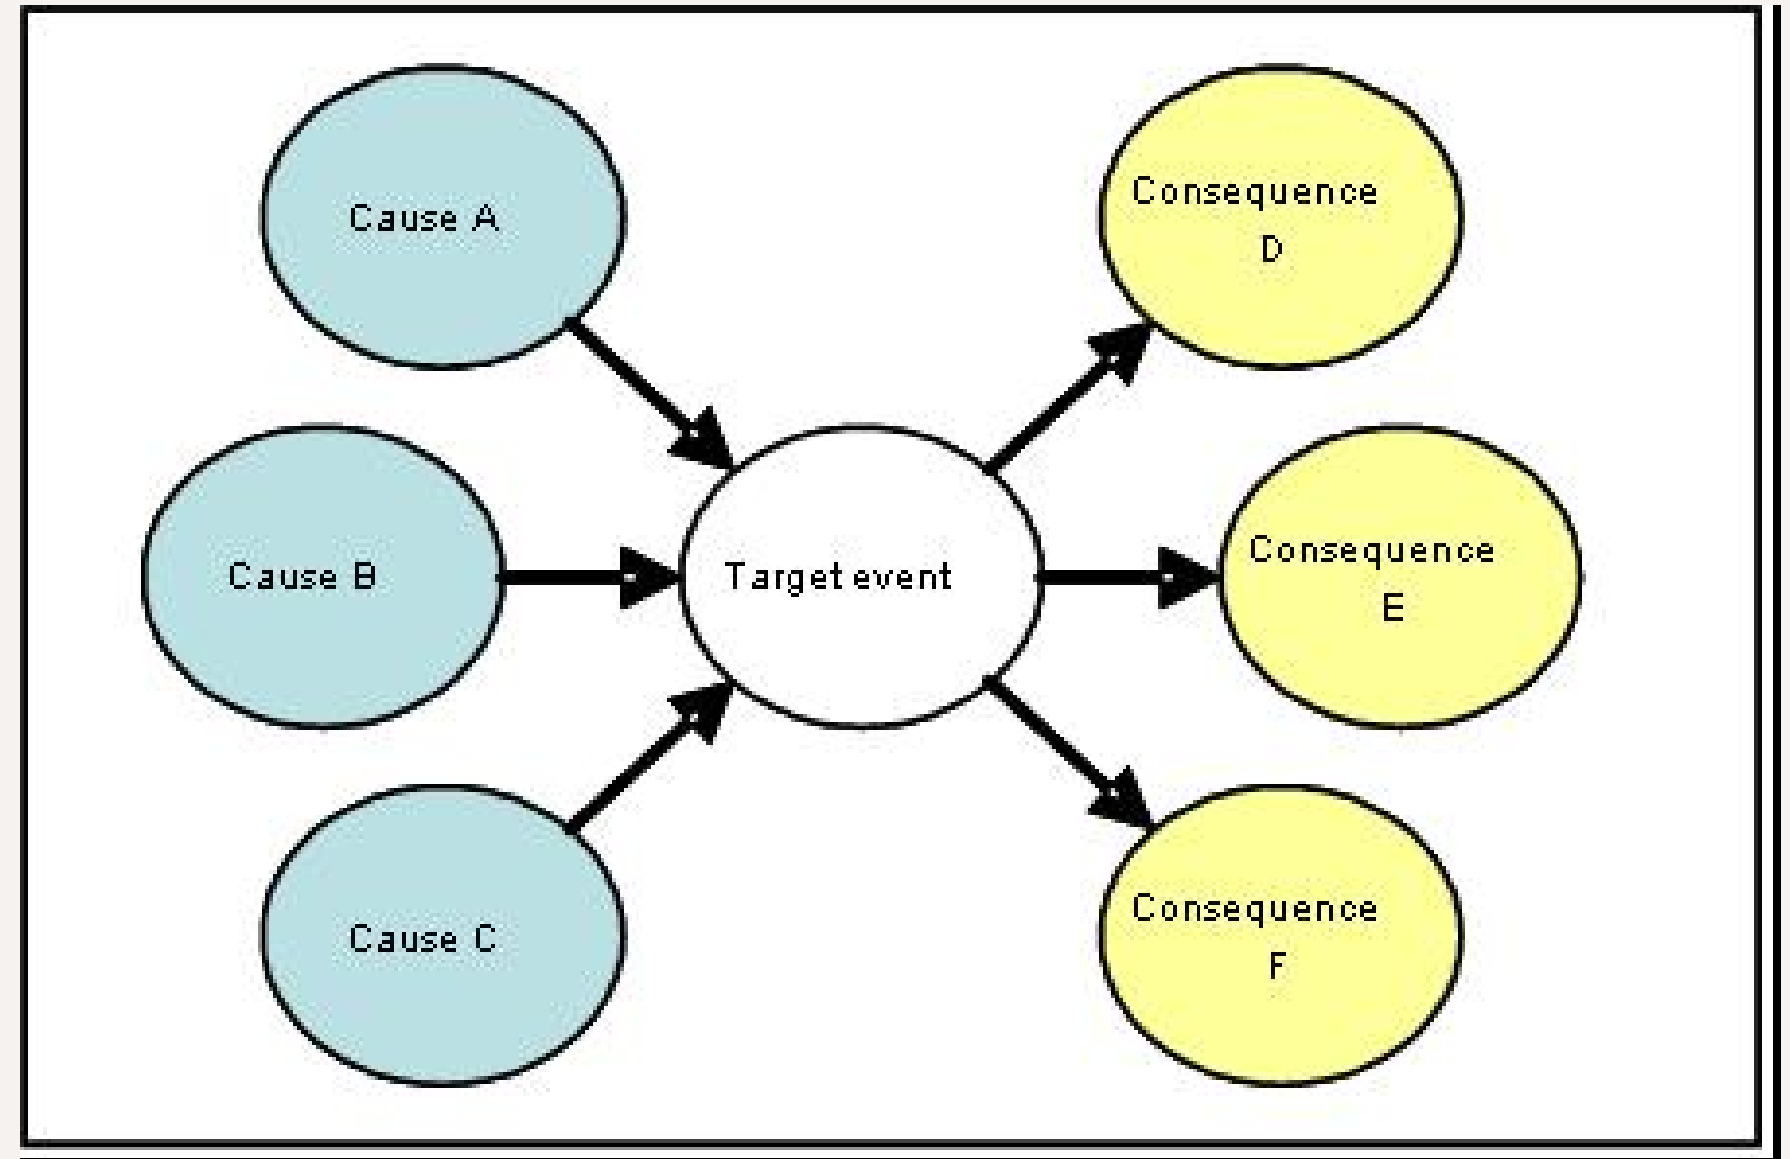 Cause A
Consequence
D
Cause B
Target event
Consequence
E
Cause C
Consequence
F